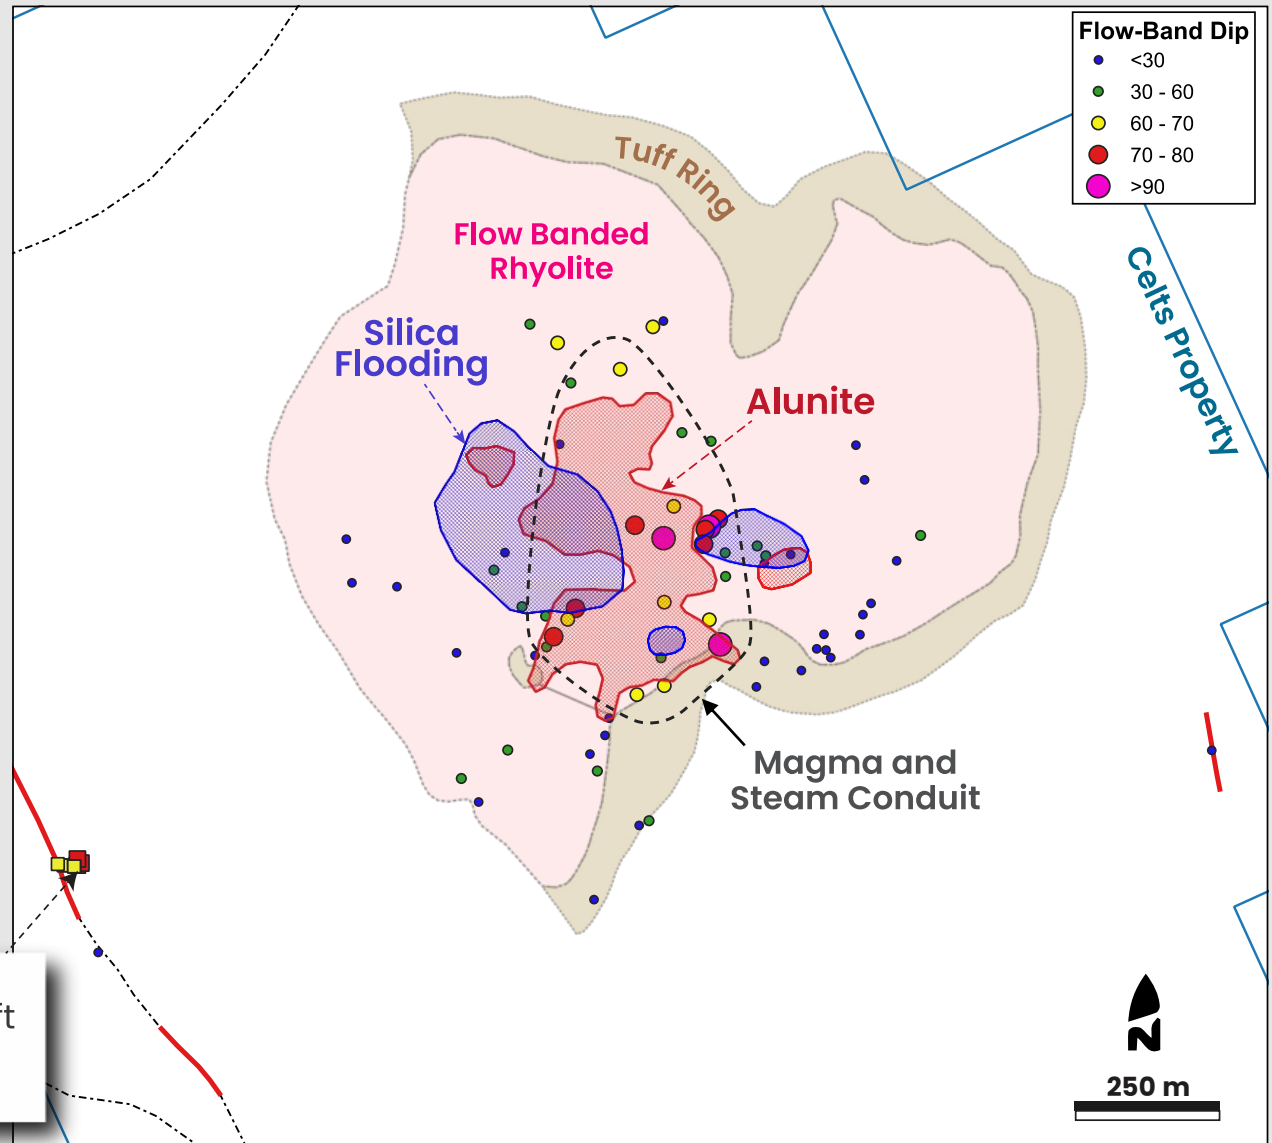 Flow-Band Dip
<30
30 - 60
60 - 70
70 - 80
>90
Tuff Ring
Flow Banded
Rhyolite
Silica
Flooding
Alunite
Celts Property
Magma and
Steam Conduit
N
250 m